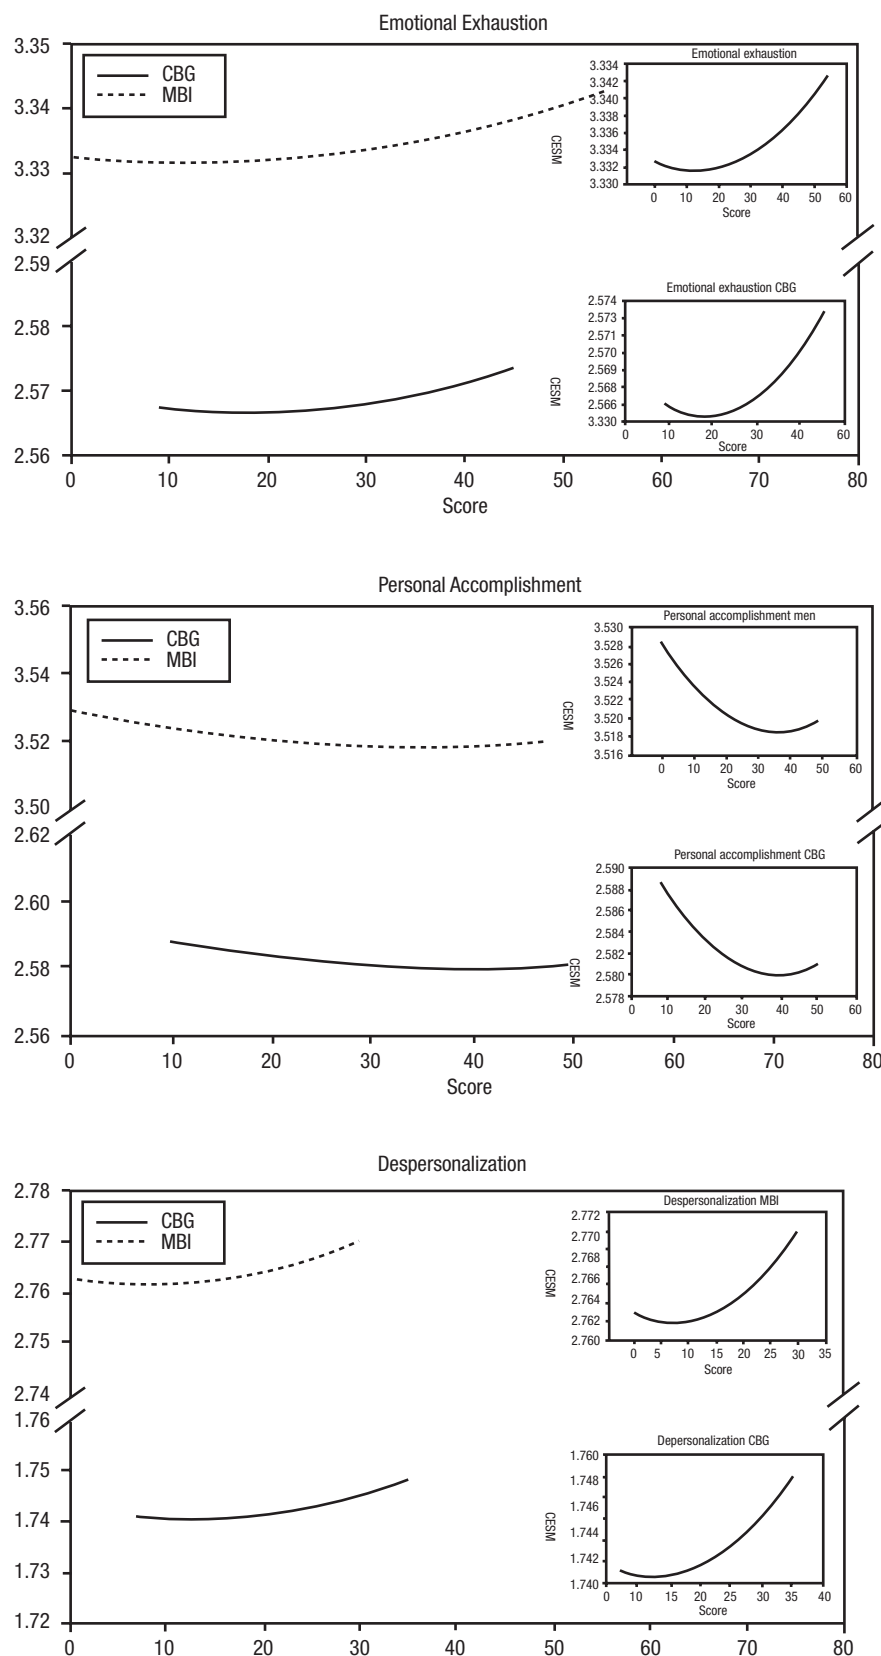 Emotional Exhaustion
3.35
3.34
3.33
3.32
2.59
2.58
2.57
2.56
CBG
MBI
0 10 20 30 40 50 60 70 80
Score
Emotional exhaustion
3.334
3.342
3.340
3.336
3.334
3.332
3.330
CESM
0 10 20 30 40 50 60
Score
Emotional exhaustion CBG
2.574
2.573
2.571
2.570
2.569
2.568
2.566
3.330
CESM
0 10 20 30 40 60
Score
Personal Accomplishment
3.56
3.54
3.52
3.50
2.62
2.60
2.58
2.56
CBG
MBI
0 10 20 30 40 50 60 70 80
Score
Personal accomplishment men
3.530
3.528
3.526
3.524
3.522
3.520
3.518
3.516
CESM
0 10 20 30 40 50 60
Score
Personal accomplishment CBG
2.590
2.588
2.586
2.584
2.582
2.580
2.578
CESM
0 10 20 30 40 50 60
Score
Despersonalization
2.78
2.77
2.76
2.75
2.74
1.76
1.75
1.74
1.73
1.72
CBG
MBI
0 10 20 30 40 50 60 70 80
Despersonalization MBI
2.772
2.770
2.768
2.766
2.764
2.762
2.760
CESM
0 5 10 15 20 25 30 35
Score
Depersonalization CBG
1.760
1.748
1.746
1.744
1.742
1.740
CESM
0 10 15 20 25 30 35 40
Score